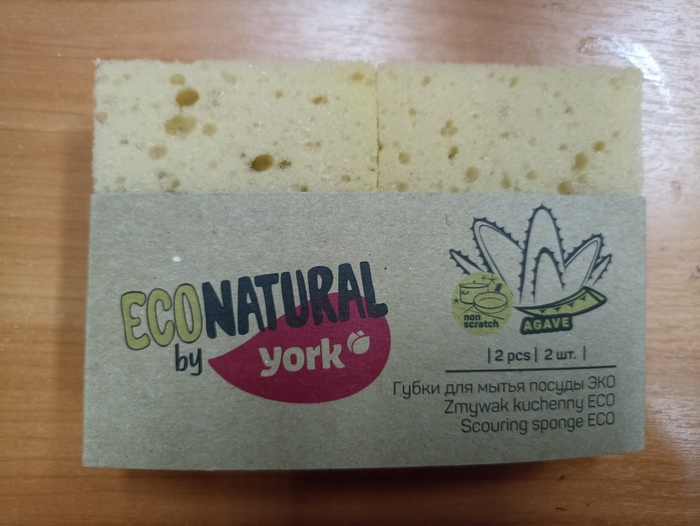 ECONATURAL
by york
non
scratch
AGAVE
| 2 pcs | 2 шт. |
Губки для мытья посуды ЭКО
Zmywak kuchenny ECO
Scouring sponge ECO